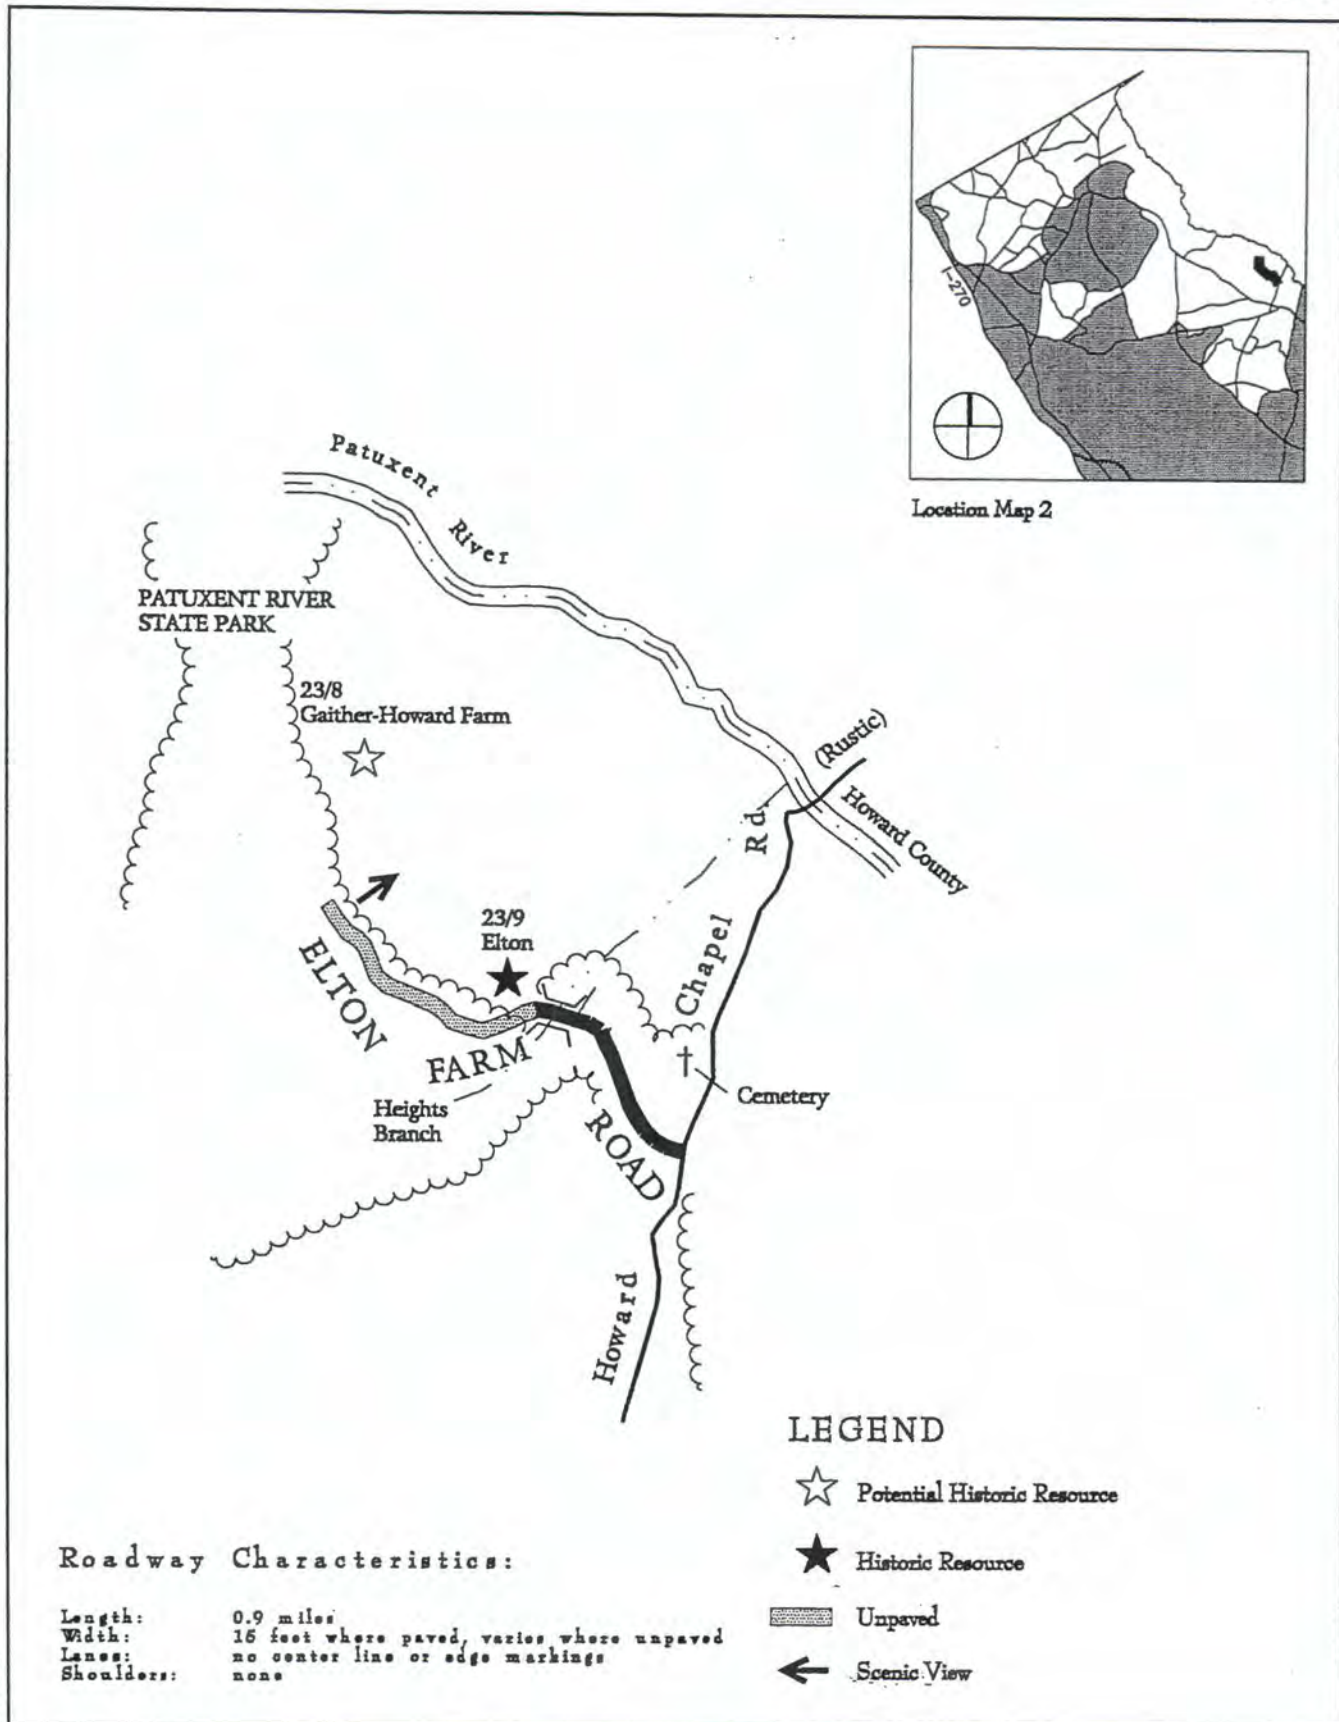 I-270
Location Map 2
Patuxent
River
PATUXENT RIVER
STATE PARK
23/8
Gaither-Howard Farm
(Rustic)
Howard County
23/9
Elton
ELTON
FARM
ROAD
Heights
Branch
Cemetery
Howard
Chapel
Rd.
LEGEND
Potential Historic Resource
Historic Resource
Unpaved
Scenic View
Roadway Characteristics:
Length: 0.9 miles
Width: 16 feet where paved, varies where unpaved
Lanes: no center line or edge markings
Shoulders: none